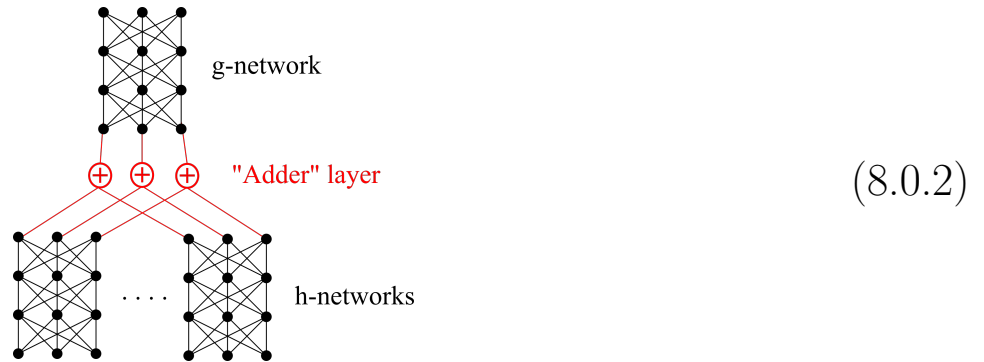 g-network
+ + +
"Adder" layer
(8.0.2)
. . . .
h-networks